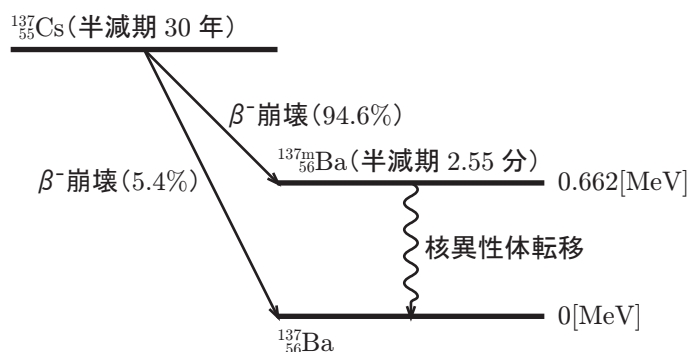 ¹³⁷₅₅Cs(半減期 30 年)
β⁻崩壊(94.6%)
¹³⁷ᵐ₅₆Ba(半減期 2.55 分)
β⁻崩壊(5.4%)
0.662[MeV]
核異性体転移
0[MeV]
¹³⁷₅₆Ba